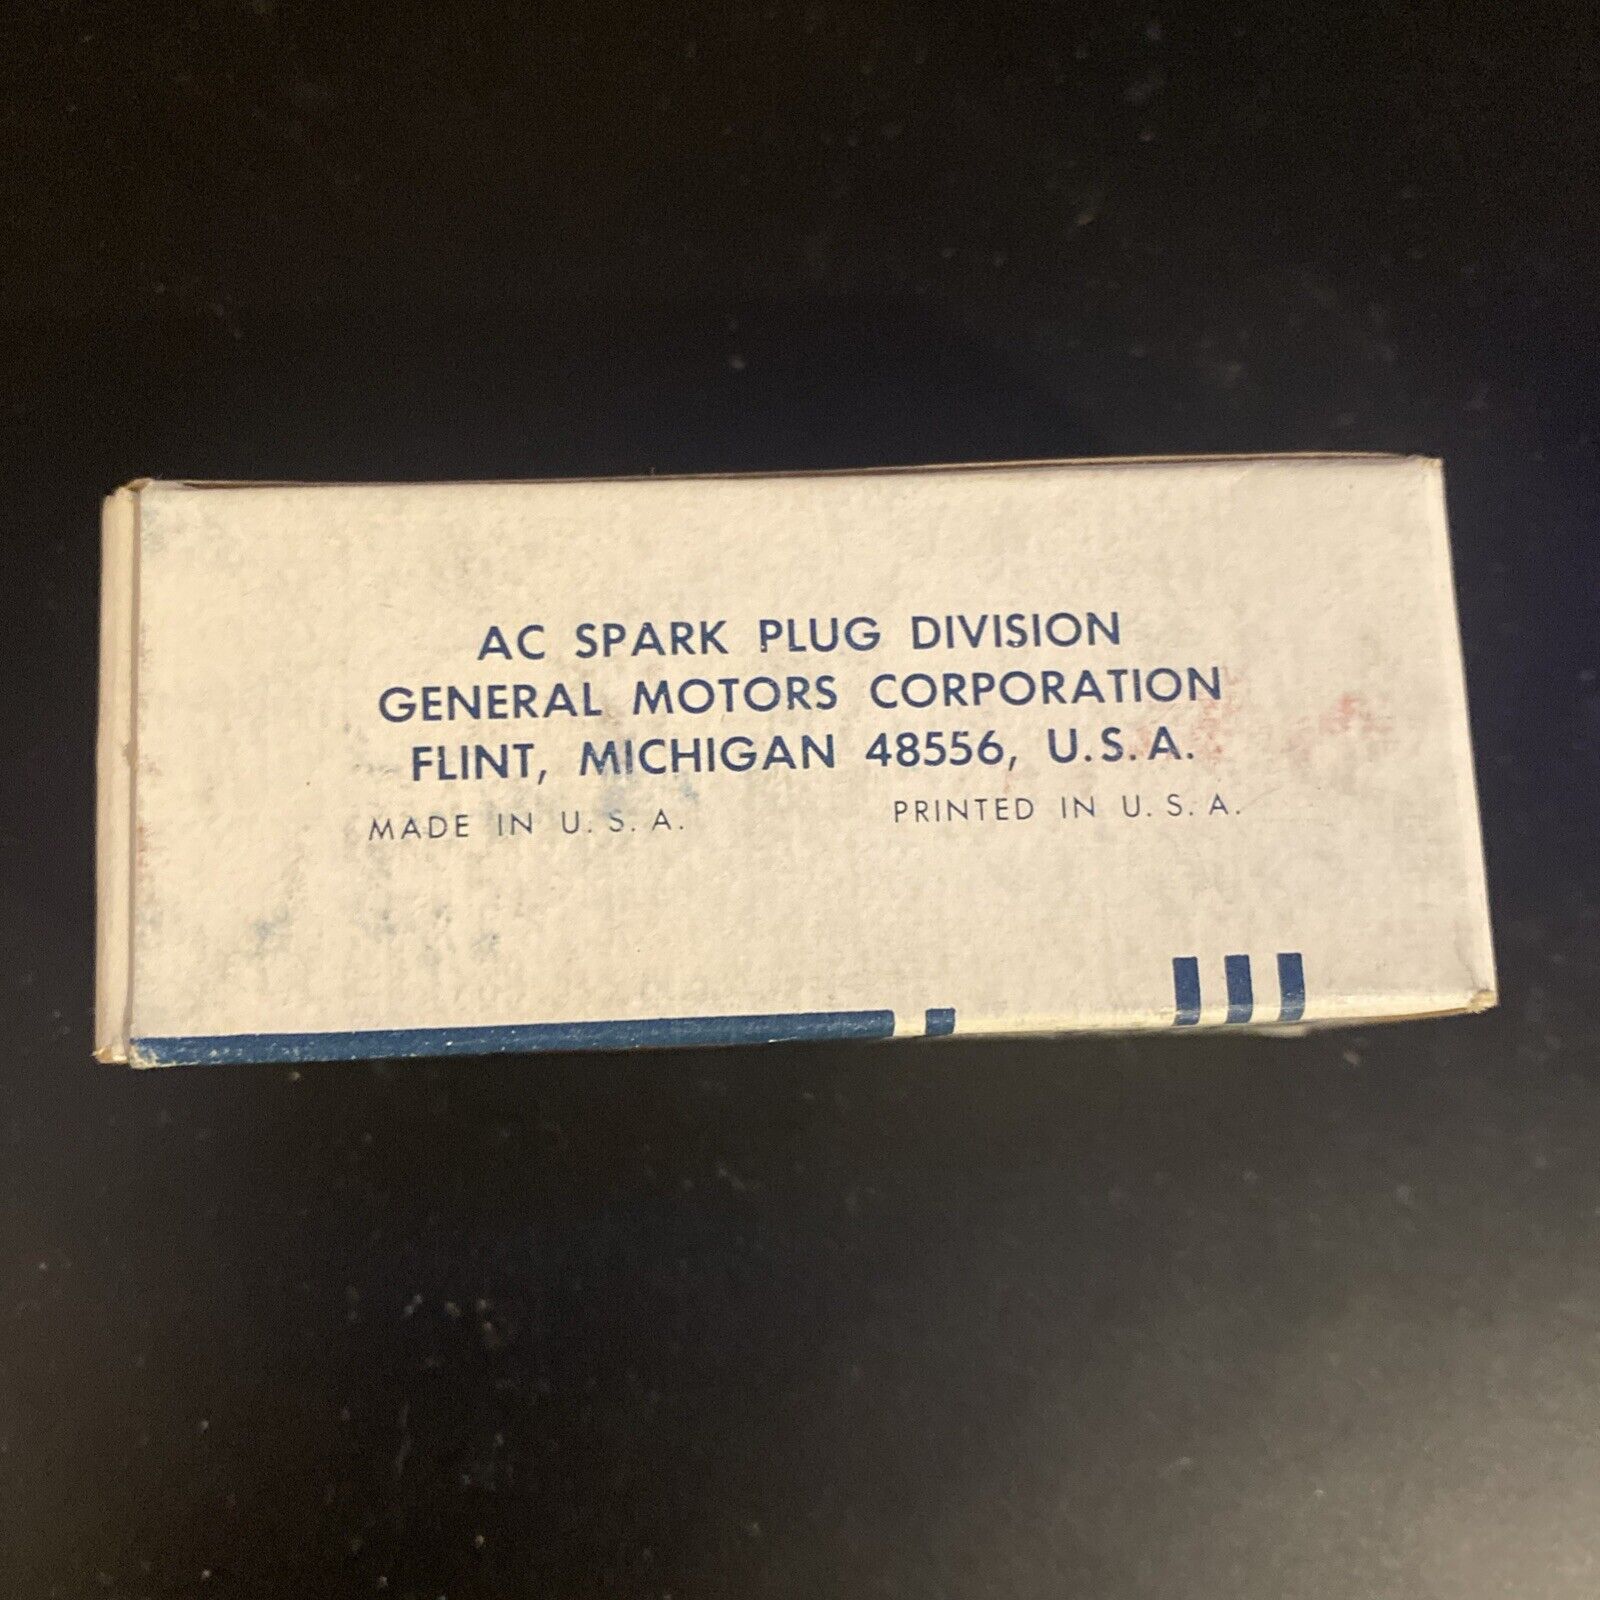 AC SPARK PLUG DIVISION
GENERAL MOTORS CORPORATION
FLINT, MICHIGAN 48556, U.S.A.
MADE IN U.S.A. PRINTED IN U.S.A.